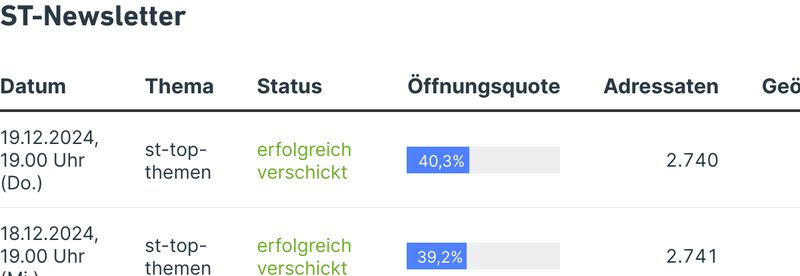 ST-Newsletter
Datum Thema Status Öffnungsquote Adressaten Geö
19.12.2024,
19.00 Uhr
(Do.)
st-top-
themen
erfolgreich
verschickt
40,3%
2.740
18.12.2024,
19.00 Uhr
(Mi.)
st-top-
themen
erfolgreich
verschickt
39,2%
2.741